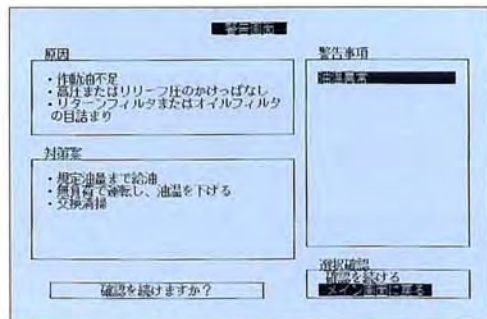 警告画面
原因
・作動油不足
・高圧またはリリーフ圧のかけっぱなし
・リターンフィルタまたはオイルフィルタ
の目詰まり
対策案
・規定油量まで給油
・無負荷で運転し、油温を下げる
・交換清掃
確認を続けますか？
警告事項
油温異常
選択確認
確認を続ける
メイン画面に戻る